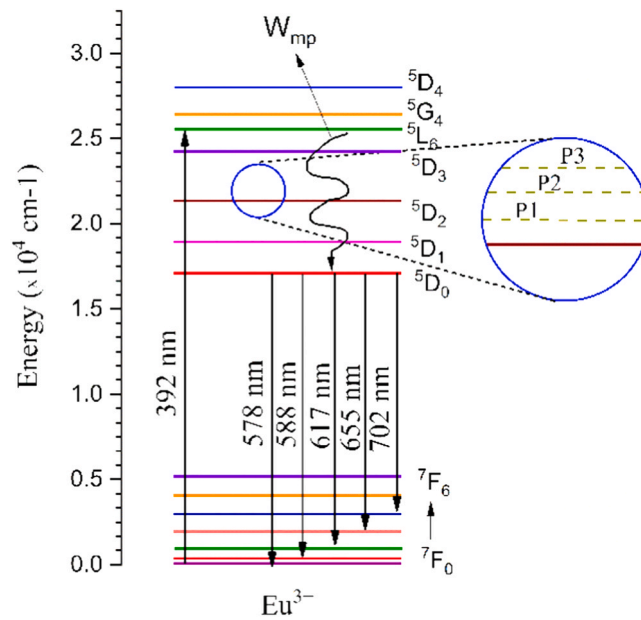 W_mp
3.0
2.5
2.0
1.5
1.0
0.5
0.0
Energy (x10⁴ cm-1)
⁵D₄
⁵G₄
⁵L₆
⁵D₃
⁵D₂
⁵D₁
⁵D₀
P3
P2
P1
392 nm
578 nm
588 nm
617 nm
655 nm
702 nm
⁷F₆
⁷F₀
Eu³⁻